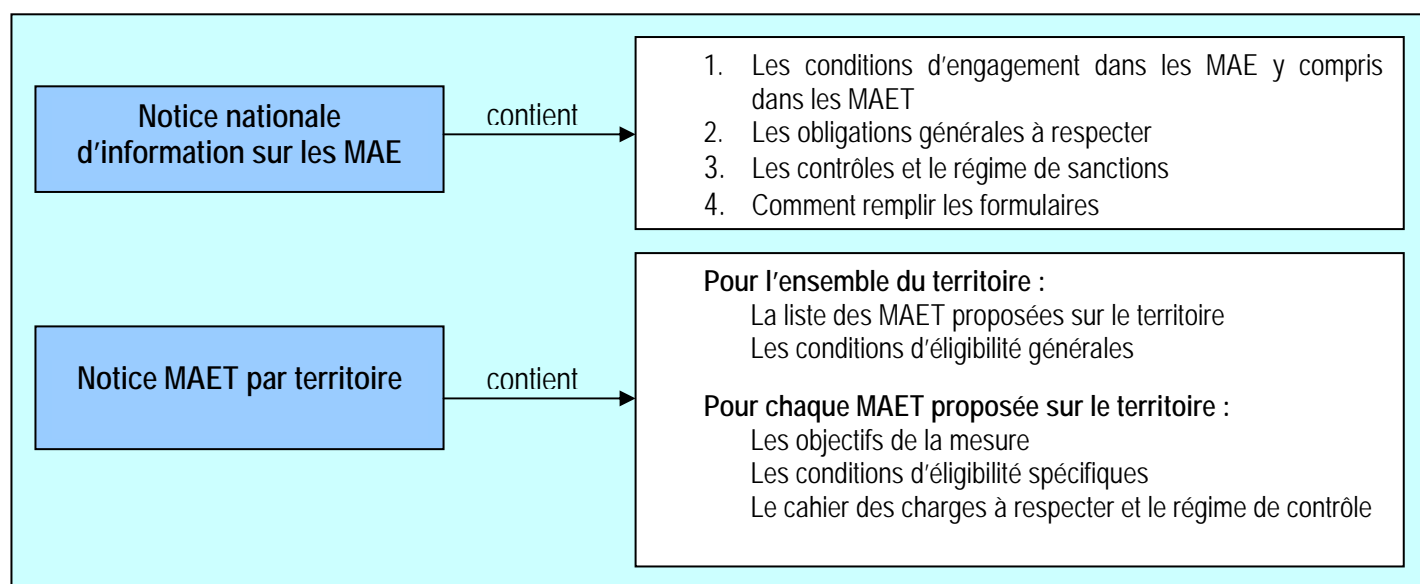 Notice nationale
d'information sur les MAE
contient
1. Les conditions d'engagement dans les MAE y compris
dans les MAET
2. Les obligations générales à respecter
3. Les contrôles et le régime de sanctions
4. Comment remplir les formulaires
Notice MAET par territoire
contient
Pour l'ensemble du territoire :
La liste des MAET proposées sur le territoire
Les conditions d'éligibilité générales
Pour chaque MAET proposée sur le territoire :
Les objectifs de la mesure
Les conditions d'éligibilité spécifiques
Le cahier des charges à respecter et le régime de contrôle